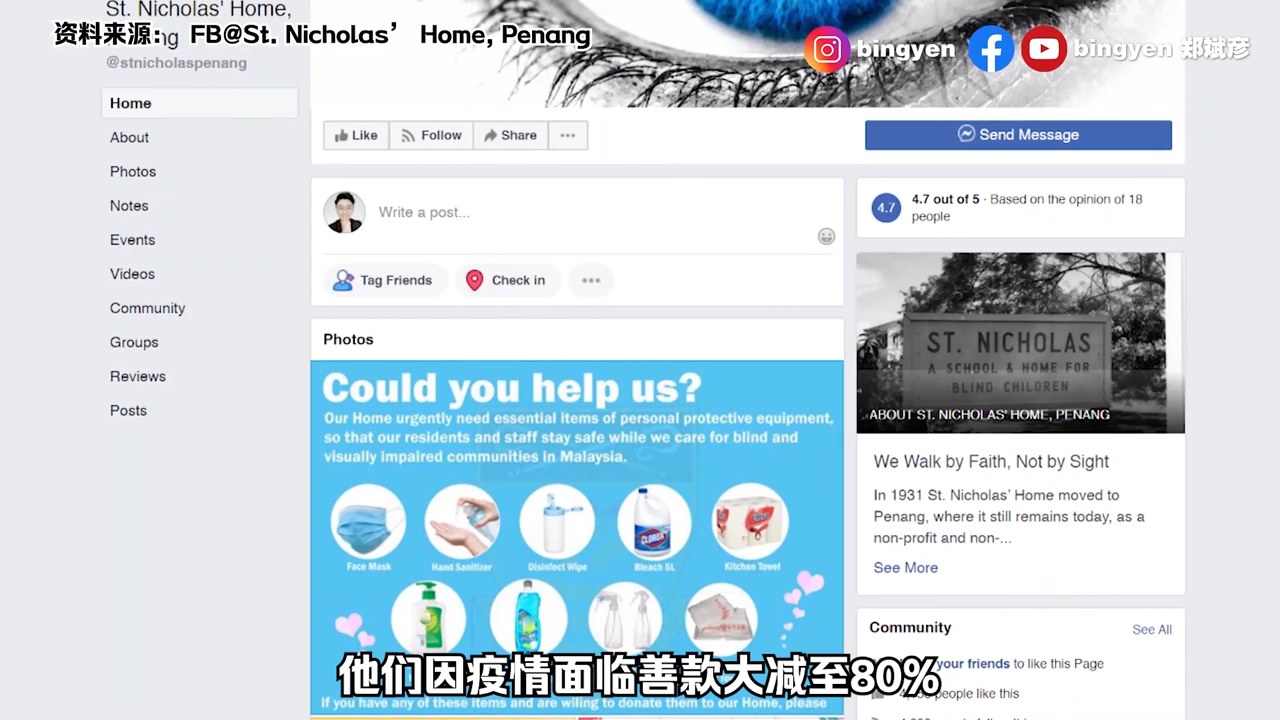 St. Nicholas' Home,
资料来源： FB@St. Nicholas’ Home, Penang
bingyen
bingyen 郑斌彦
@stnicholaspenang
Home
About
Photos
Notes
Events
Videos
Community
Groups
Reviews
Posts
Like
Follow
Share
Send Message
Write a post...
Tag Friends
Check in
4.7
4.7 out of 5 · Based on the opinion of 18
people
Photos
Could you help us?
Our Home urgently need essential items of personal protective equipment,
so that our residents and staff stay safe while we care for blind and
visually impaired communities in Malaysia.
Face Mask
Hand Sanitizer
Disinfect Wipe
Bleach 5L
Kitchen Towel
CLOROX
ST. NICHOLAS
A SCHOOL & HOME FOR
BLIND CHILDREN
ABOUT ST. NICHOLAS' HOME, PENANG
We Walk by Faith, Not by Sight
In 1931 St. Nicholas' Home moved to
Penang, where it still remains today, as a
non-profit and non-...
See More
Community
See All
your friends to like this Page
people like this
他们因疫情面临善款大减至80%
If you have any of these items and are wiling to donate them to our Home, please